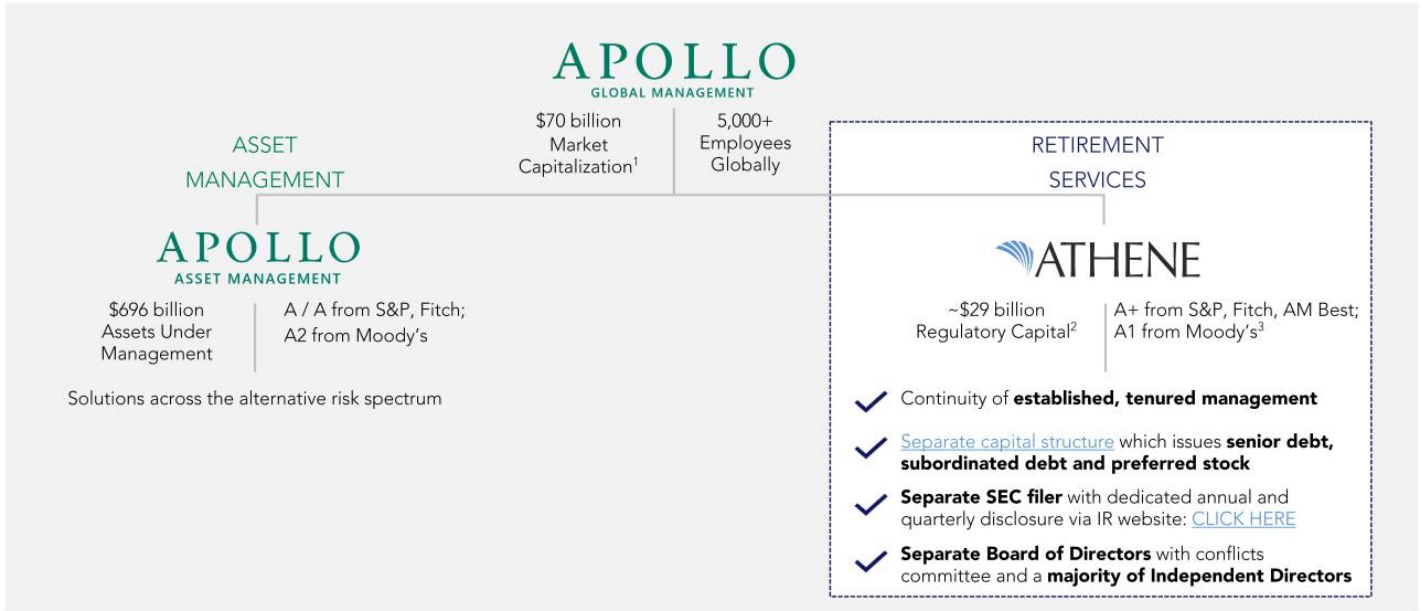 APOLLO
GLOBAL MANAGEMENT
$70 billion
Market
Capitalization¹
5,000+
Employees
Globally
ASSET
MANAGEMENT
APOLLO
ASSET MANAGEMENT
$696 billion
Assets Under
Management
A / A from S&P, Fitch;
A2 from Moody's
Solutions across the alternative risk spectrum
RETIREMENT
SERVICES
ATHENE
~$29 billion
Regulatory Capital²
A+ from S&P, Fitch, AM Best;
A1 from Moody's³
Continuity of established, tenured management
Separate capital structure which issues senior debt,
subordinated debt and preferred stock
Separate SEC filer with dedicated annual and
quarterly disclosure via IR website: CLICK HERE
Separate Board of Directors with conflicts
committee and a majority of Independent Directors